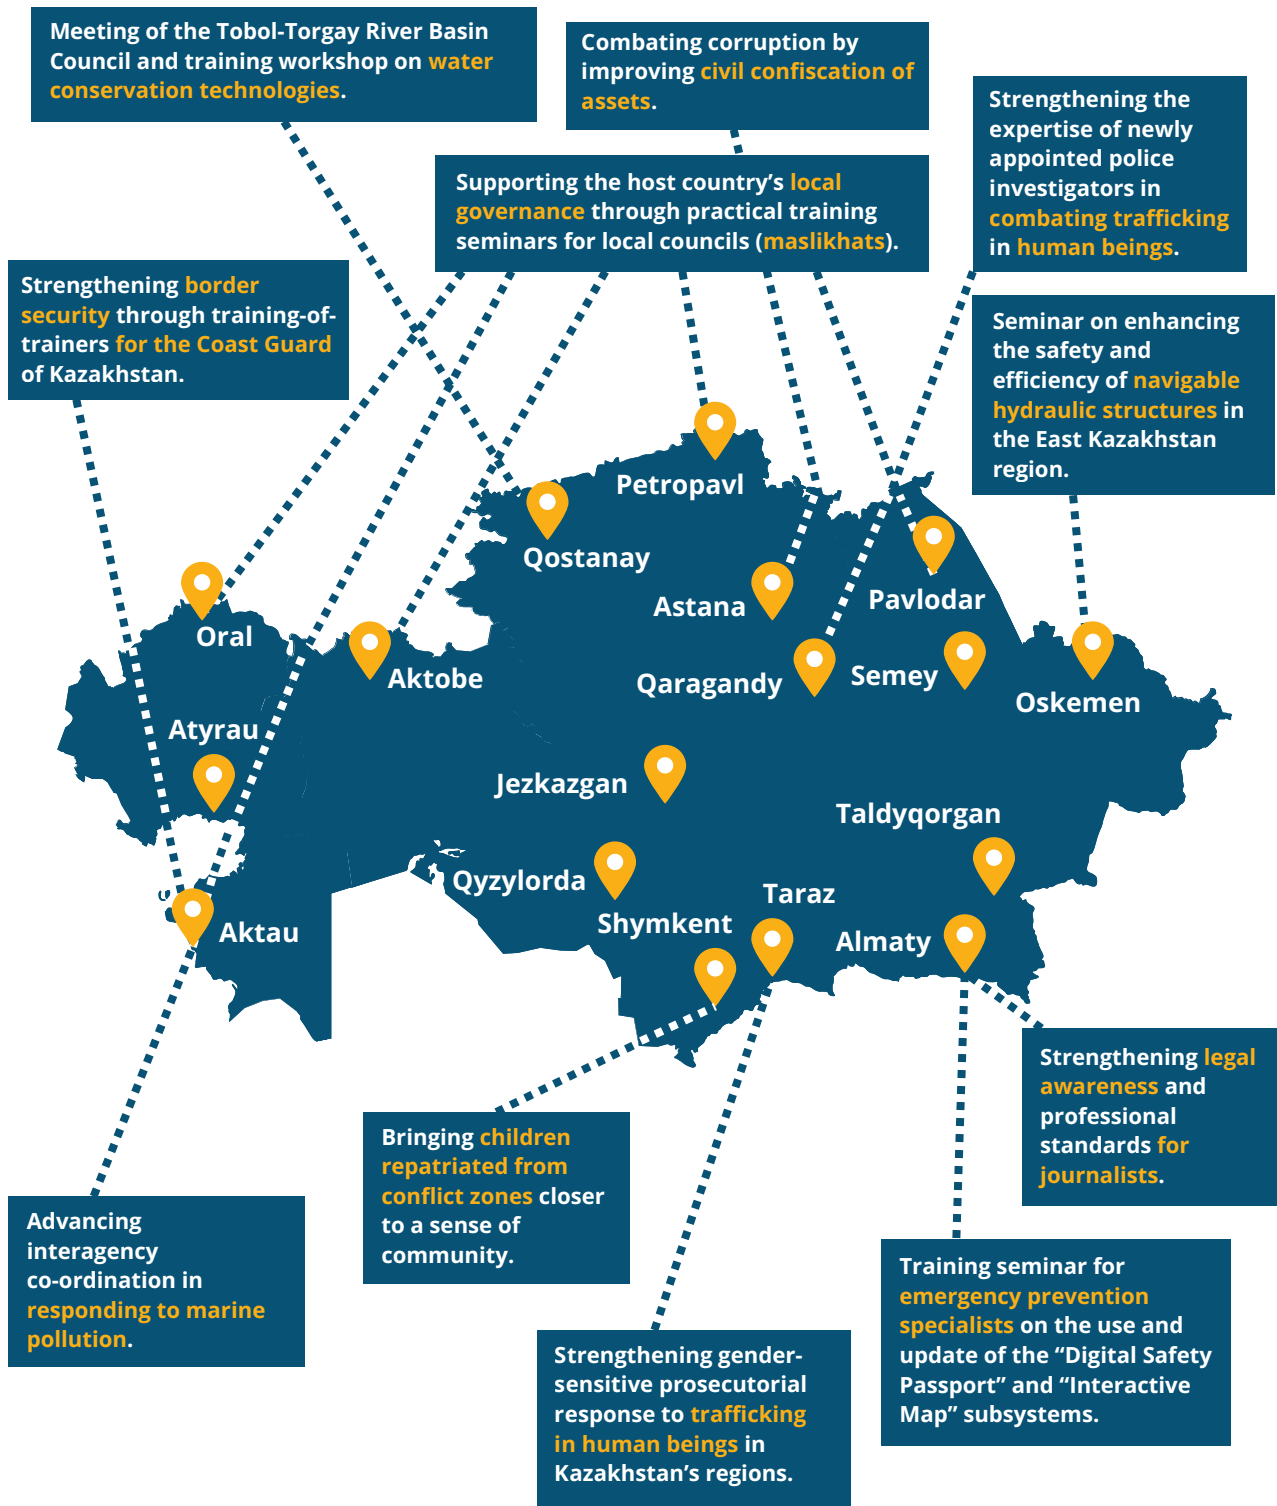 Meeting of the Tobol-Torgay River Basin
Council and training workshop on water
conservation technologies.
Combating corruption by
improving civil confiscation of
assets.
Strengthening the
expertise of newly
appointed police
investigators in
combating trafficking
in human beings.
Supporting the host country’s local
governance through practical training
seminars for local councils (maslikhats).
Strengthening border
security through training-of-
trainers for the Coast Guard
of Kazakhstan.
Seminar on enhancing
the safety and
efficiency of navigable
hydraulic structures in
the East Kazakhstan
region.
Petropavl
Qostanay
Astana
Pavlodar
Oral
Aktobe
Qaragandy
Semey
Oskemen
Atyrau
Jezkazgan
Taldyqorgan
Qyzylorda
Taraz
Shymkent
Aktau
Almaty
Strengthening legal
awareness and
professional
standards for
journalists.
Bringing children
repatriated from
conflict zones closer
to a sense of
community.
Advancing
interagency
co-ordination in
responding to marine
pollution.
Training seminar for
emergency prevention
specialists on the use and
update of the “Digital Safety
Passport” and “Interactive
Map” subsystems.
Strengthening gender-
sensitive prosecutorial
response to trafficking
in human beings in
Kazakhstan’s regions.